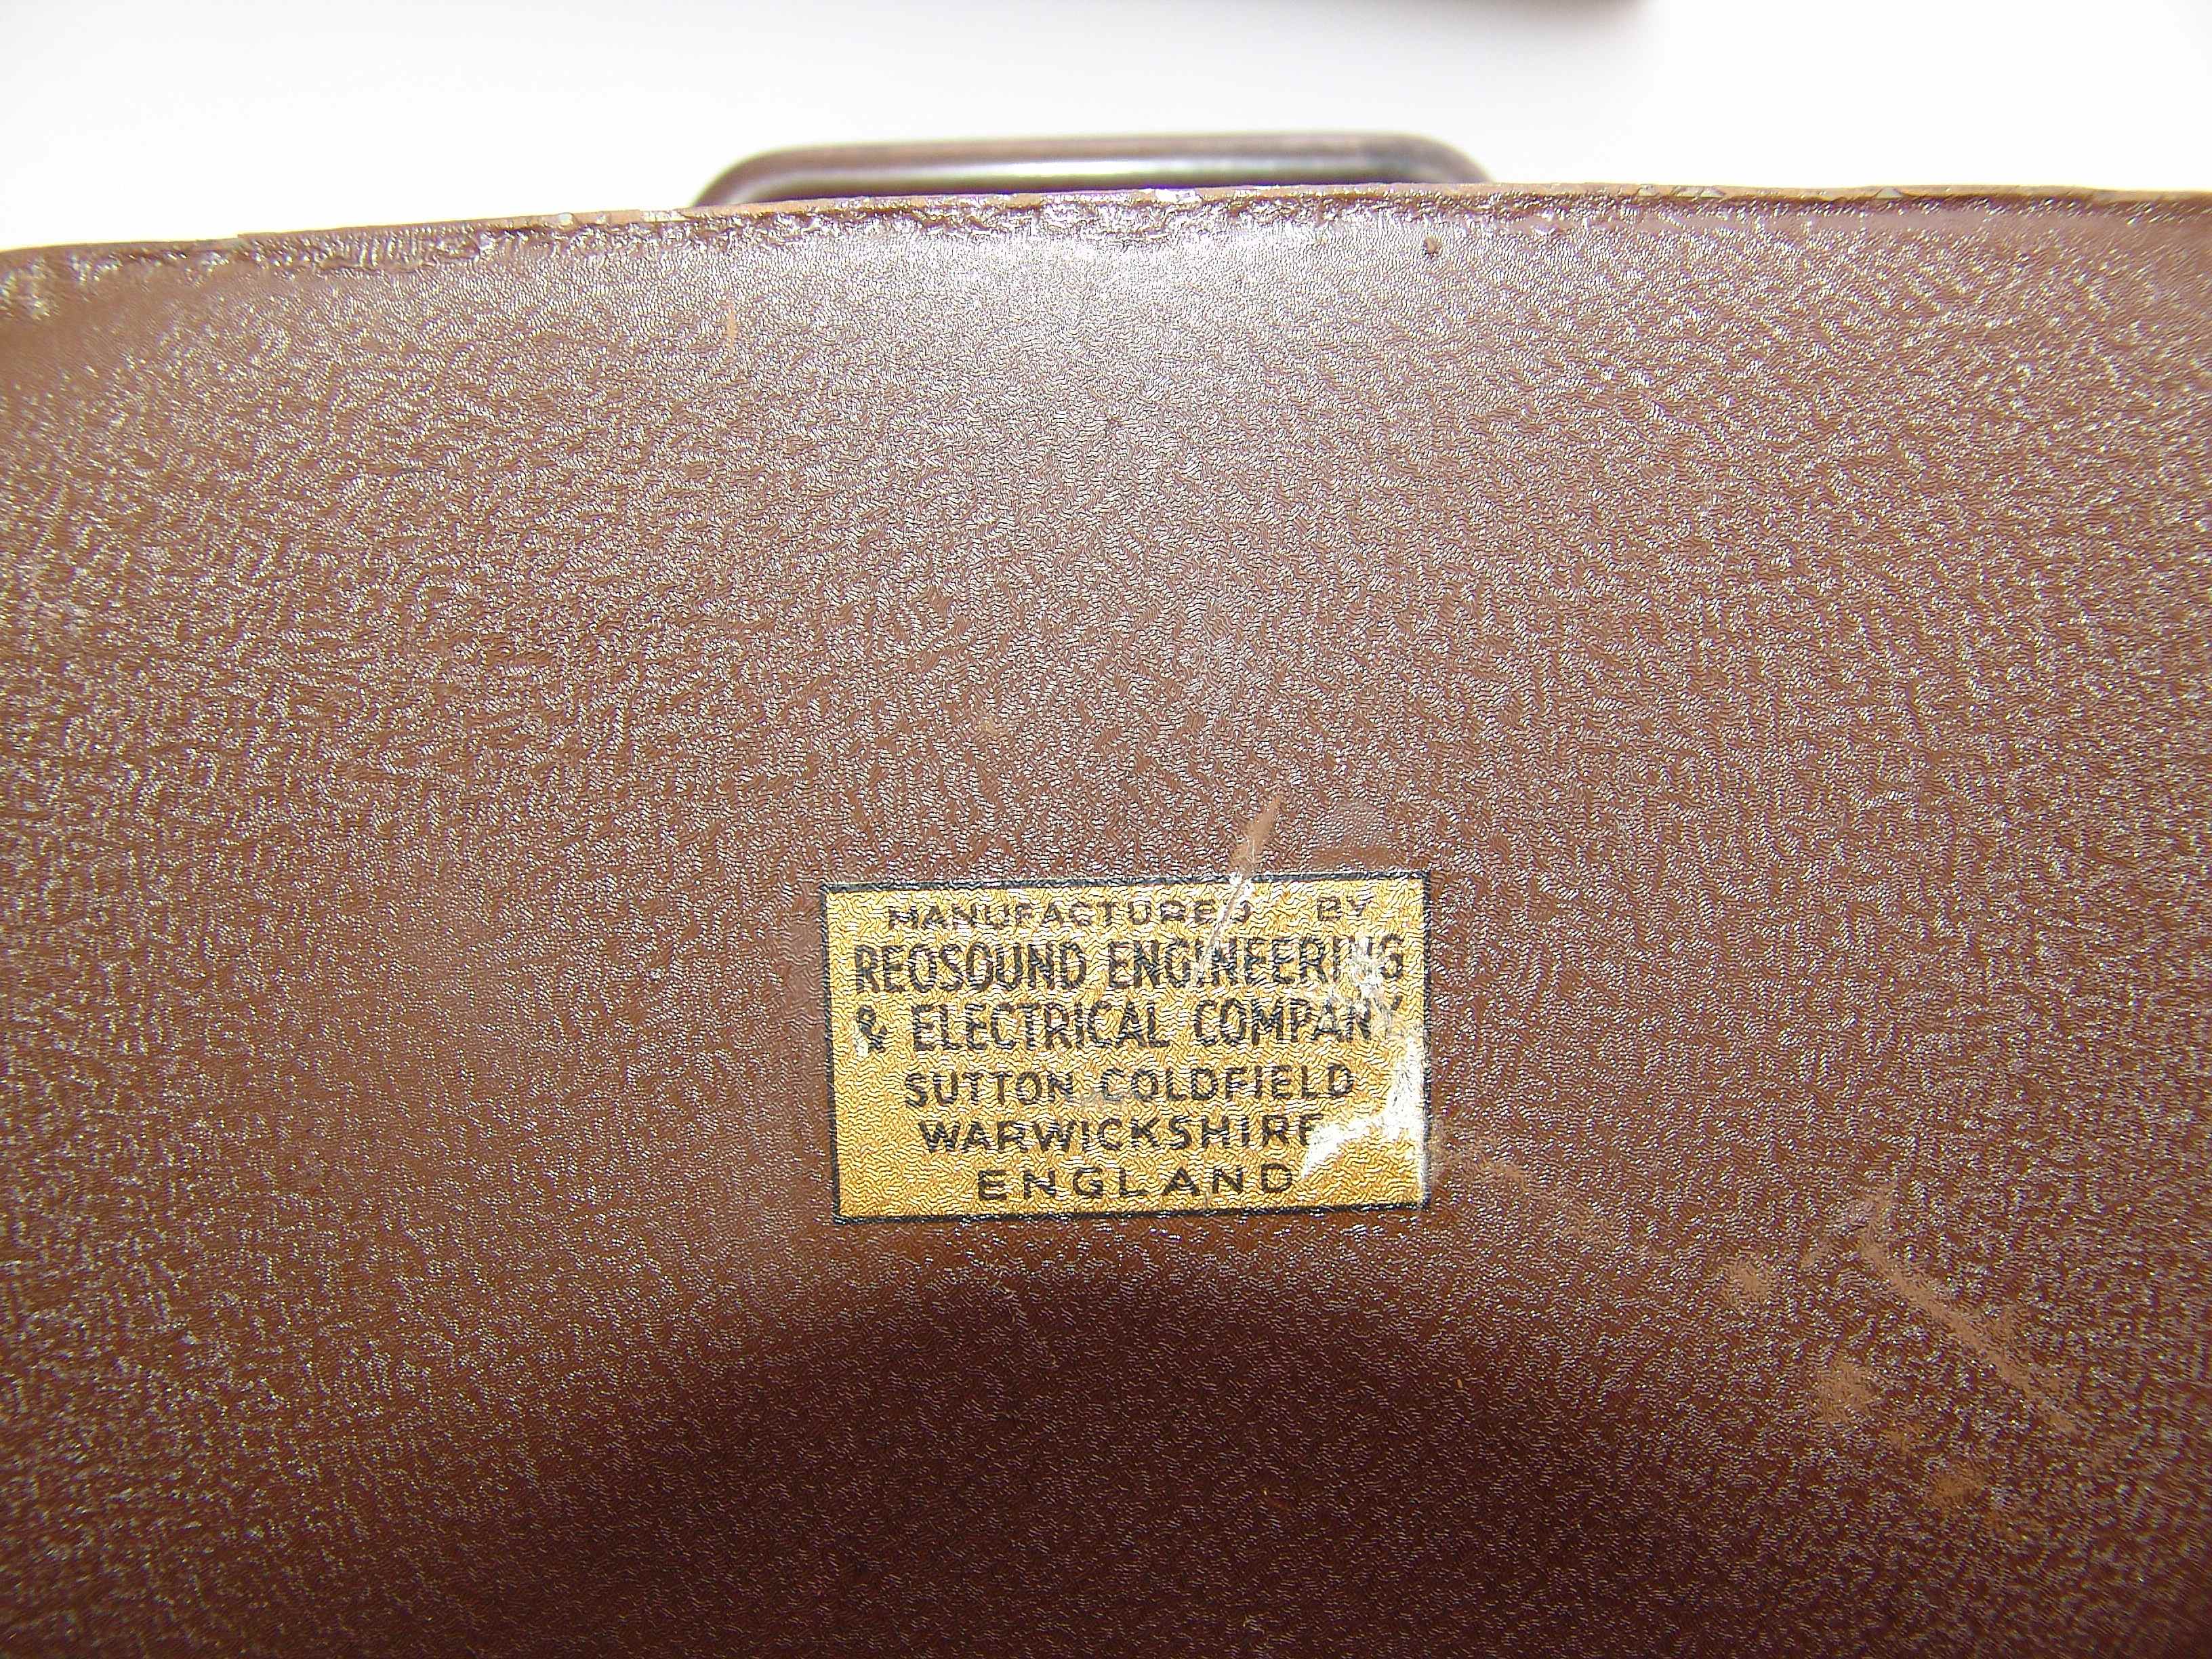 MANUFACTURED BY
REOSOUND ENGINEERING
& ELECTRICAL COMPANY
SUTTON COLDFIELD
WARWICKSHIRE
ENGLAND